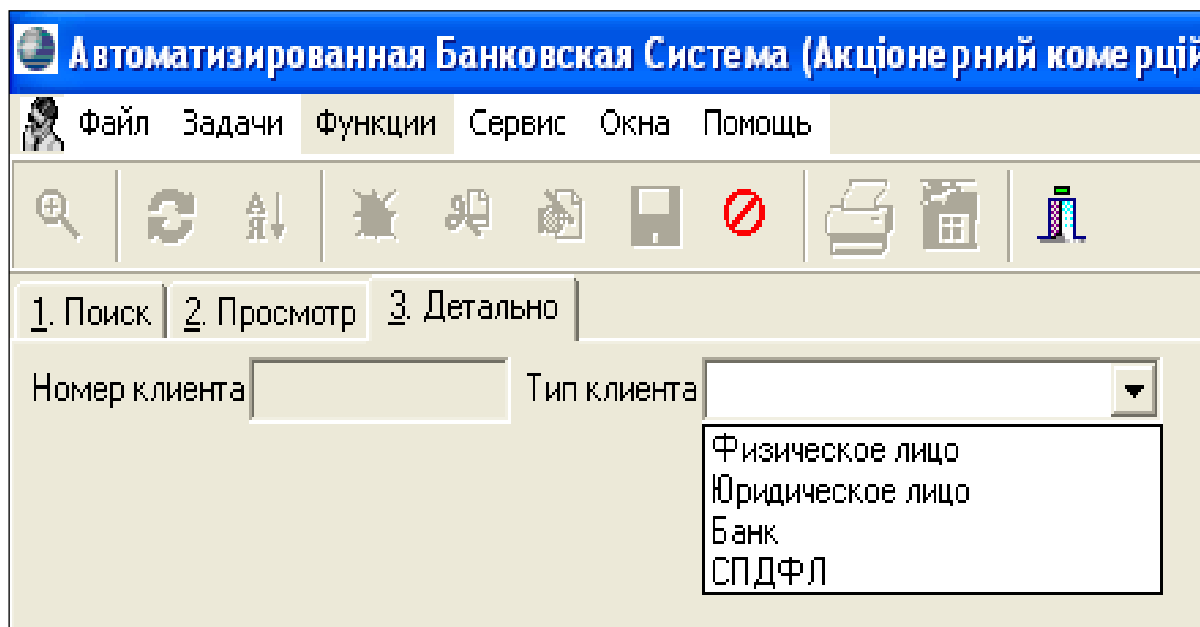 Автоматизированная Банковская Система (Акціонерний комерцій
Файл Задачи Функции Сервис Окна Помощь
А
Я
1. Поиск 2. Просмотр 3. Детально
Номер клиента Тип клиента
Физическое лицо
Юридическое лицо
Банк
СПДФЛ